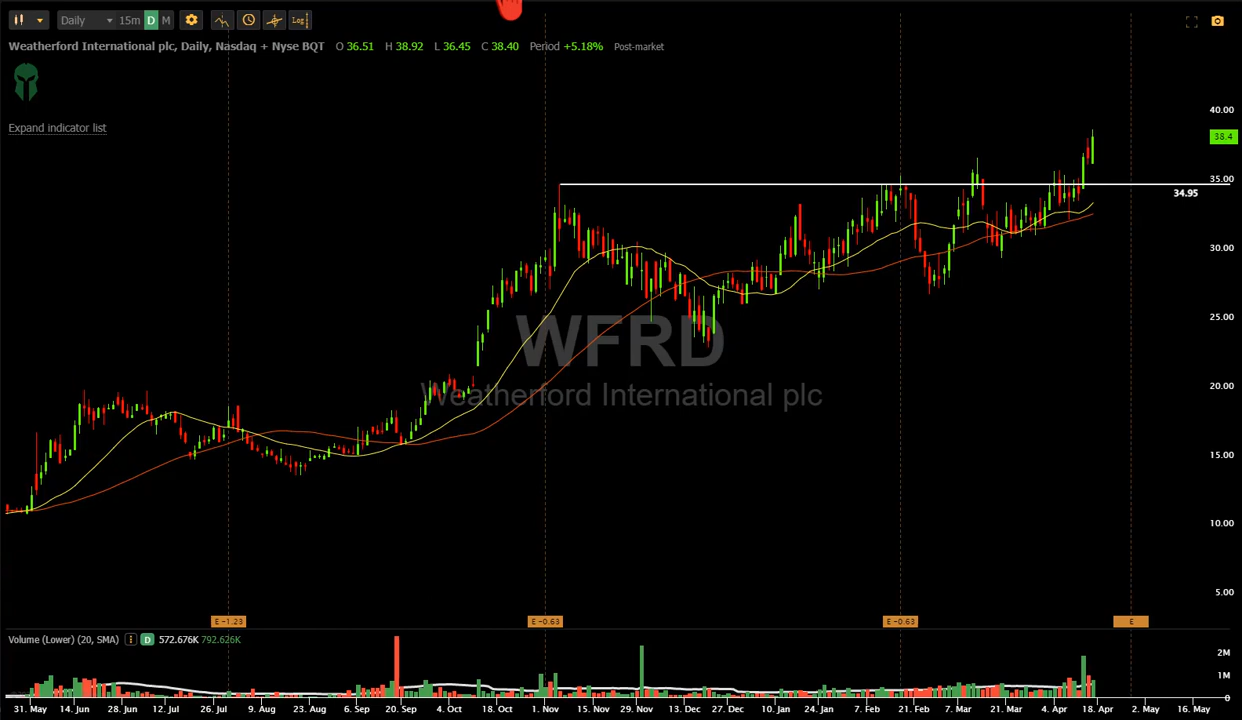 Daily 15m D M Log
Weatherford International plc, Daily, Nasdaq + Nyse BQT O 36.51 H 38.92 L 36.45 C 38.40 Period +5.18% Post-market
Expand indicator list
40.00
38.4
35.00
34.95
30.00
25.00
WFRD
20.00
Weatherford International plc
15.00
10.00
5.00
E -1.23 E -0.63 E -0.63 E
Volume (Lower) (20, SMA) D 572.676K 792.626K
2M
1M
0
31. May 14. Jun 28. Jun 12. Jul 26. Jul 9. Aug 23. Aug 6. Sep 20. Sep 4. Oct 18. Oct 1. Nov 15. Nov 29. Nov 13. Dec 27. Dec 10. Jan 24. Jan 7. Feb 21. Feb 7. Mar 21. Mar 4. Apr 18. Apr 2. May 16. May